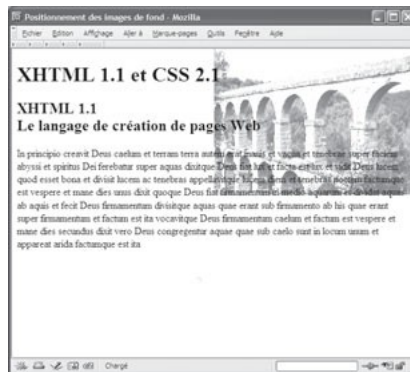 Positionnement des images de fond - Mozilla
Fichier Edition Affichage Aller à Marque-pages Outils Fenêtre Aide
XHTML 1.1 et CSS 2.1
XHTML 1.1
Le langage de création de pages Web
In principio creavit Deus caelum et terram terra autem erat inanis et vacua et tenebrae super faciem
abyssi et spiritus Dei ferebatur super aquas dixitque Deus fiat lux et facta est lux et vidit Deus lucem
quod esset bona et divisit lucem ac tenebras appellavitque lucem diem et tenebras noctem factumque
est vespere et mane dies unus dixit quoque Deus fiat firmamentum in medio aquarum et dividat aquas
ab aquis et fecit Deus firmamentum divisitque aquas quae erant sub firmamento ab his quae erant
super firmamentum et factum est ita vocavitque Deus firmamentum caelum et factum est vespere et
mane dies secundus dixit vero Deus congregentur aquae quae sub caelo sunt in locum unum et
appareat arida factumque est ita
Chargé